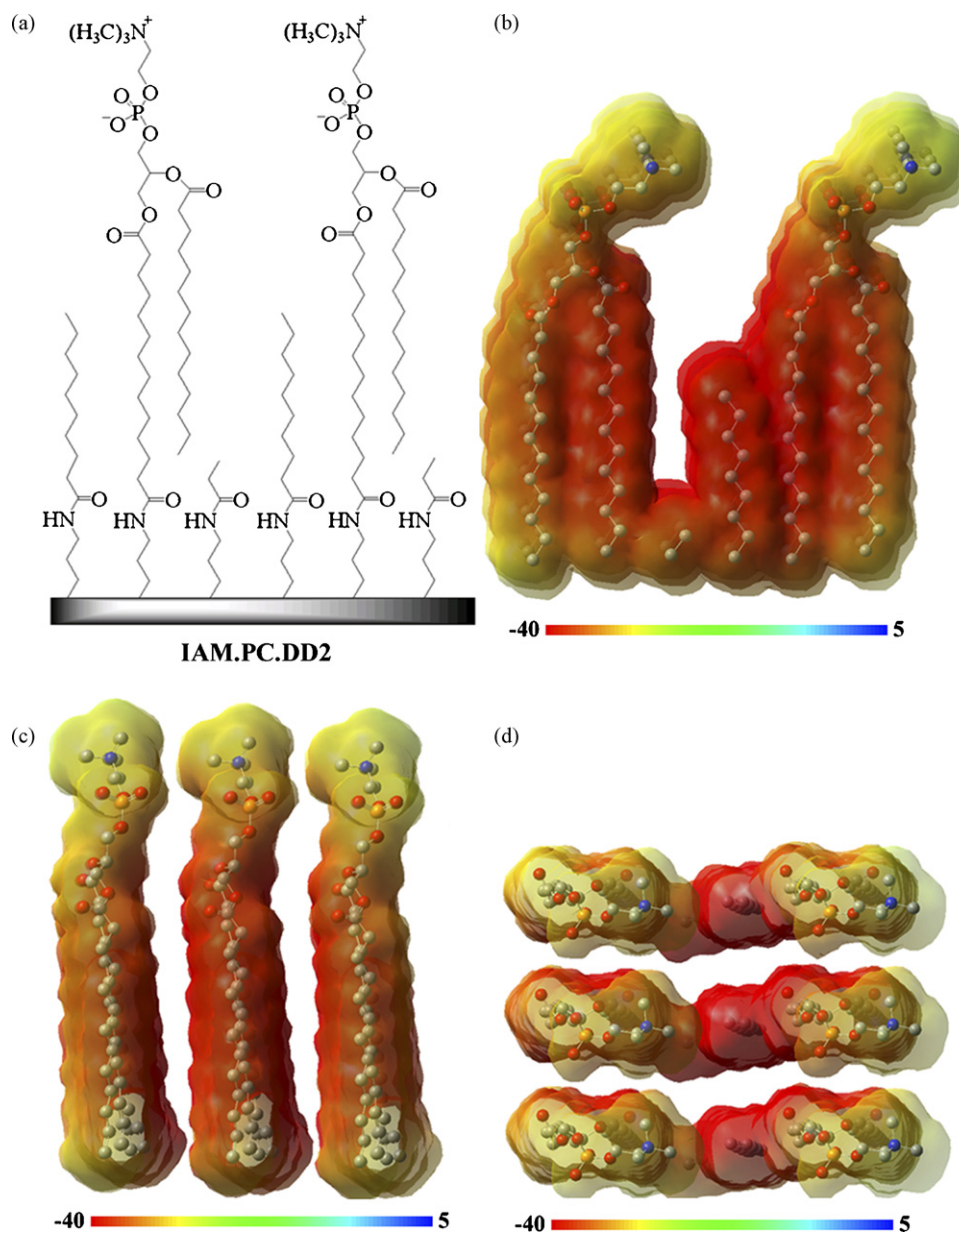 (a)
(b)
(H₃C)₃N⁺ (H₃C)₃N⁺
O O
O P O P
⁻O O ⁻O O
O O
O O
O O
O O
HN O HN O HN O HN O HN O HN O
IAM.PC.DD2
-40 5
(c)
(d)
-40 5
-40 5